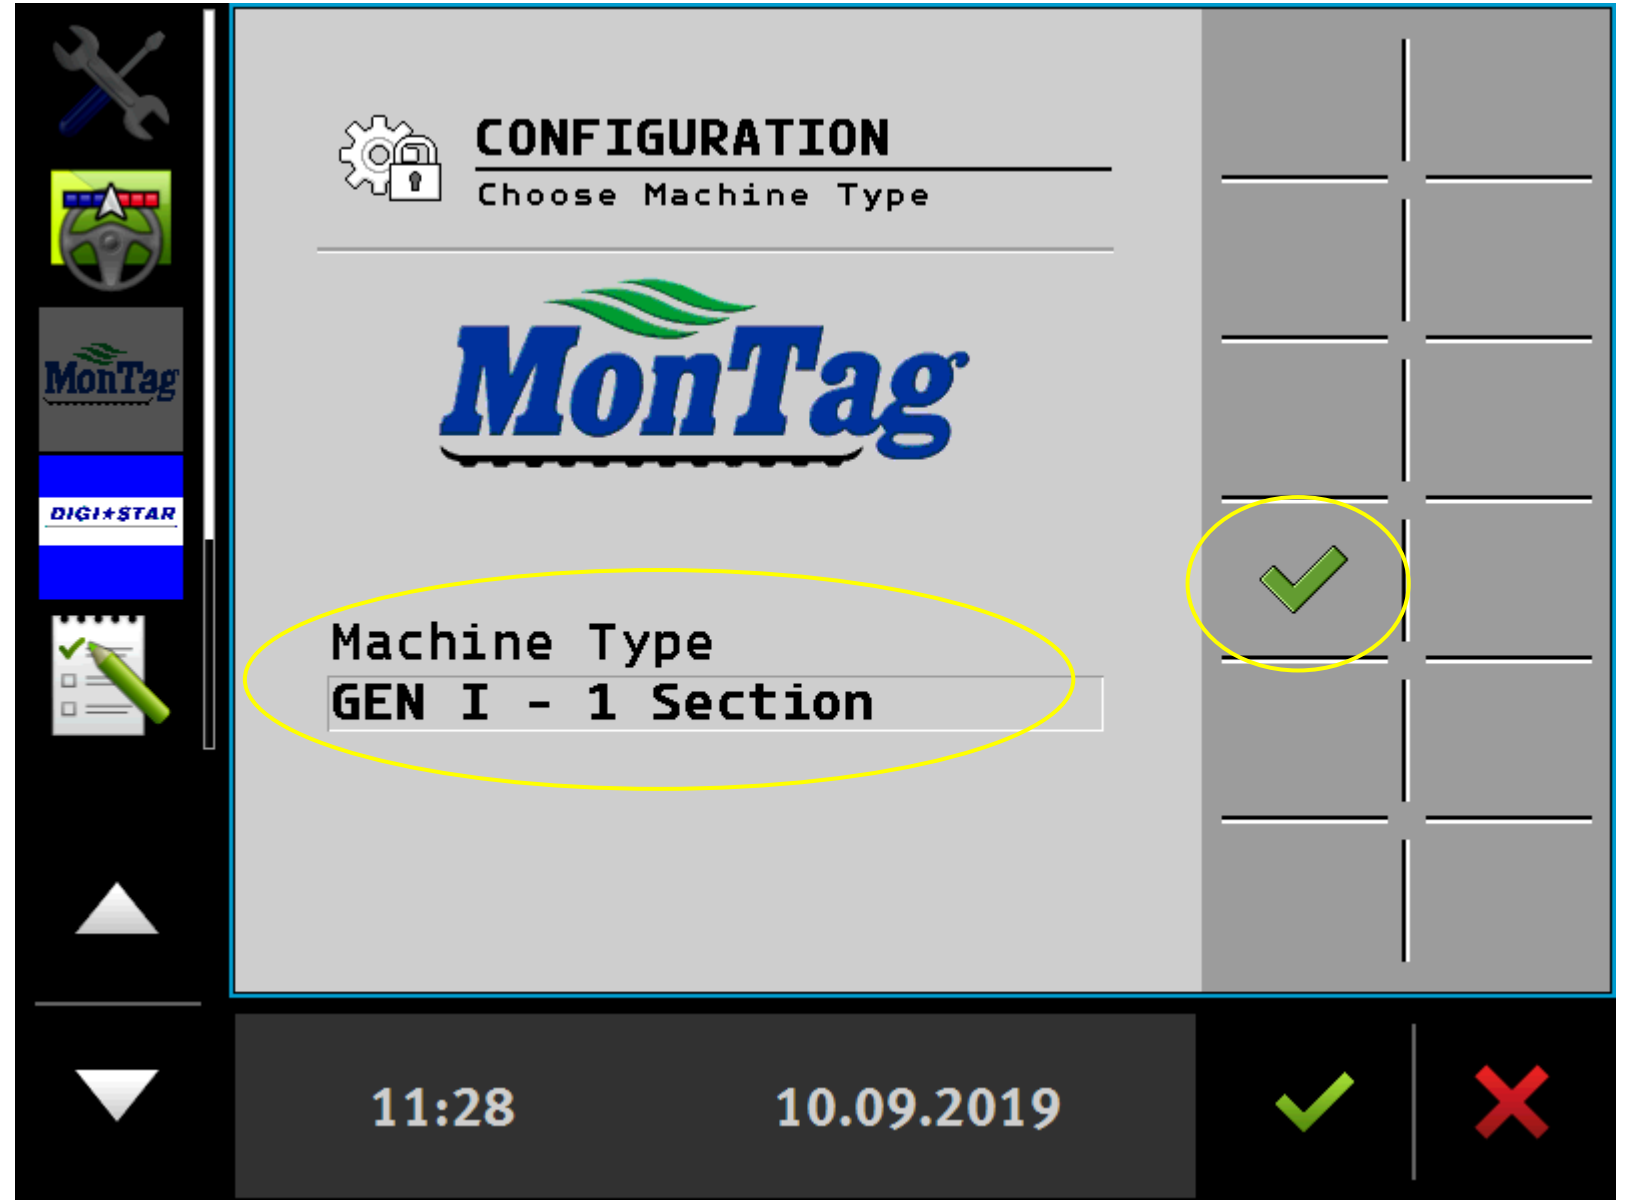 CONFIGURATION
Choose Machine Type
MonTag
MonTag
DIGI★STAR
Machine Type
GEN I - 1 Section
11:28
10.09.2019